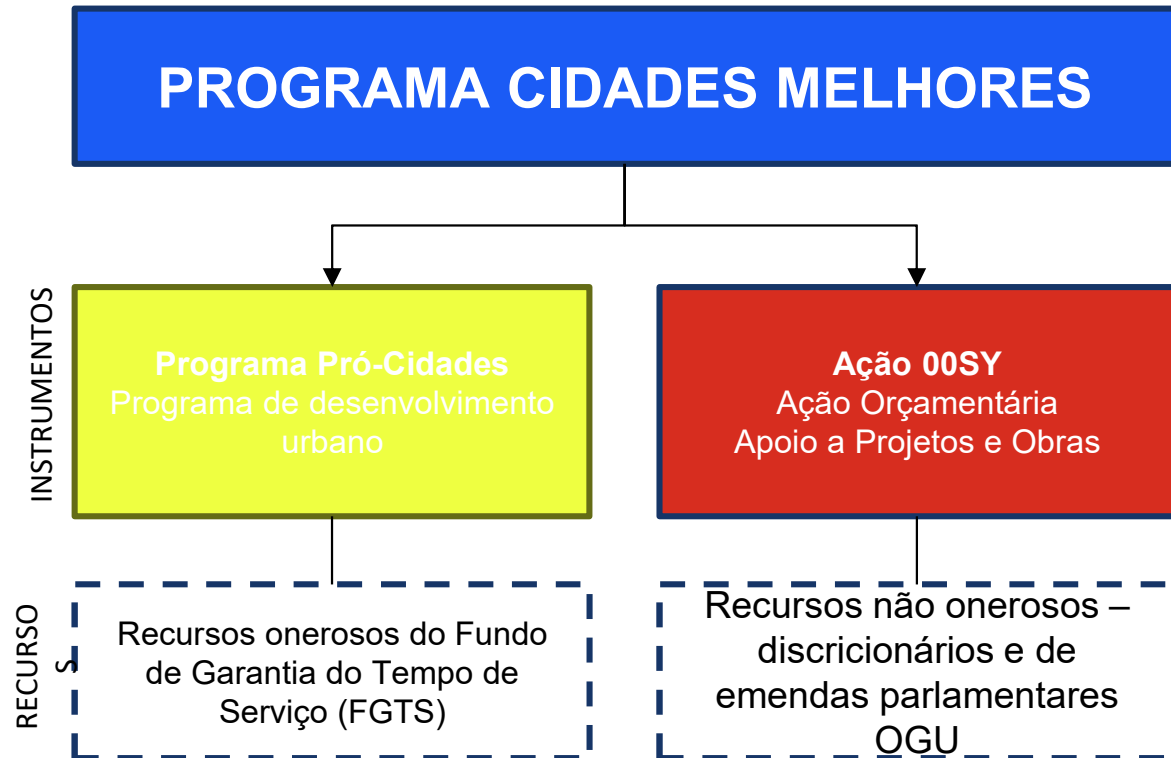 PROGRAMA CIDADES MELHORES
INSTRUMENTOS
Programa Pró-Cidades
Programa de desenvolvimento
urbano
Ação 00SY
Ação Orçamentária
Apoio a Projetos e Obras
RECURSO
S
Recursos onerosos do Fundo
de Garantia do Tempo de
Serviço (FGTS)
Recursos não onerosos –
discricionários e de
emendas parlamentares
OGU